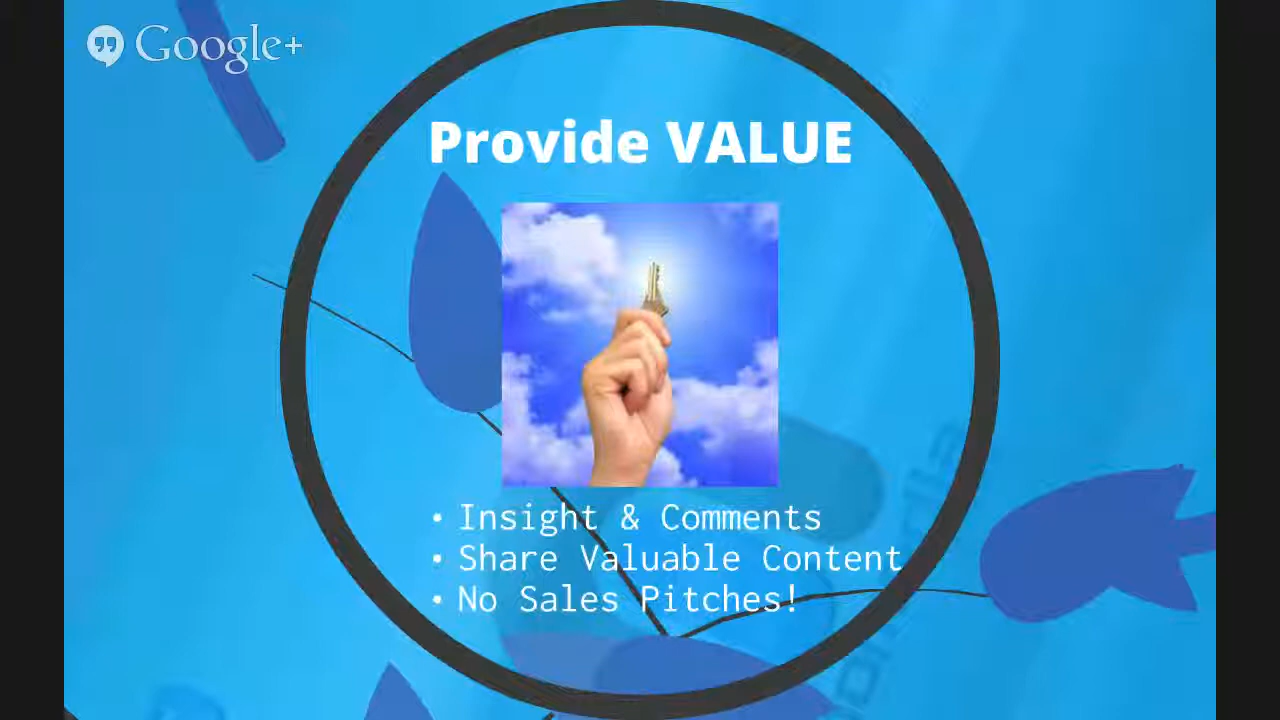 Google+
Provide VALUE
• Insight & Comments
• Share Valuable Content
• No Sales Pitches!